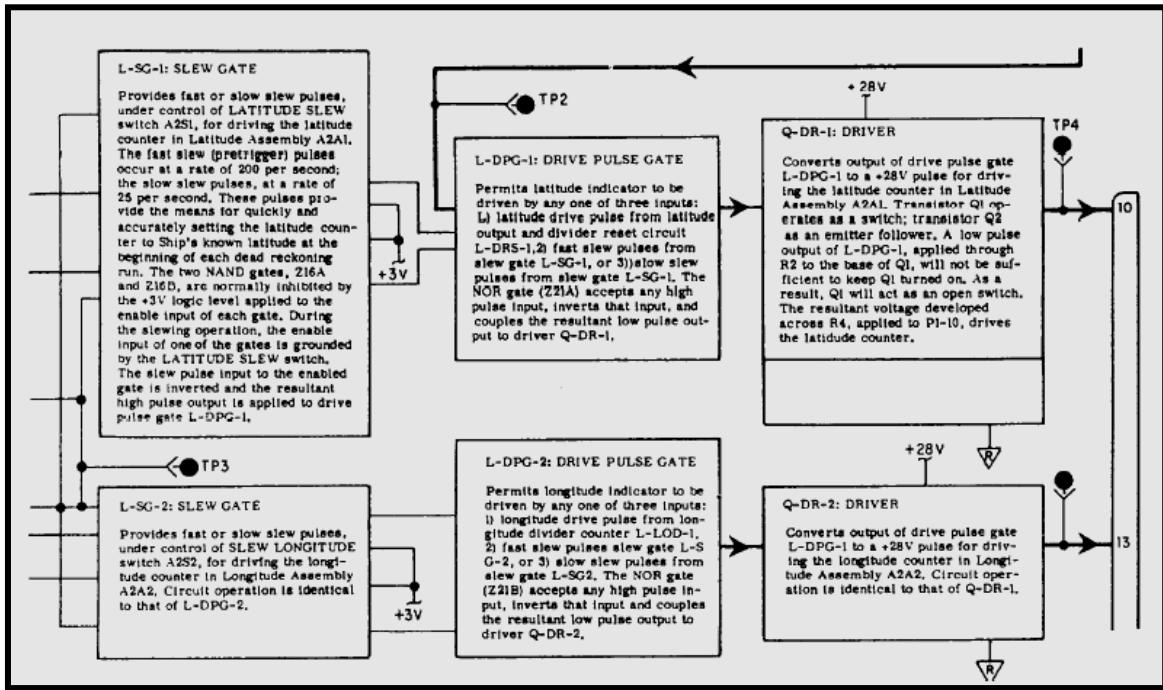 L-SG-1: SLEW GATE
Provides fast or slow slew pulses,
under control of LATITUDE SLEW
switch A2S1, for driving the latitude
counter in Latitude Assembly A2A1.
The fast slew (pretrigger) pulses
occur at a rate of 200 per second;
the slow slew pulses, at a rate of
25 per second. These pulses pro-
vide the means for quickly and
accurately setting the latitude coun-
ter to Ship's known latitude at the
beginning of each dead reckoning
run. The two NAND gates, Z16A
and Z16B, are normally inhibited by
the +3V logic level applied to the
enable input of each gate. During
the slewing operation, the enable
input of one of the gates is grounded
by the LATITUDE SLEW switch.
The slew pulse input to the enabled
gate is inverted and the resultant
high pulse output is applied to drive
pulse gate L-DPG-1.
+3V
TP2
L-DPG-1: DRIVE PULSE GATE
Permits latitude indicator to be
driven by any one of three inputs:
1.) latitude drive pulse from latitude
output and divider reset circuit
L-DRS-1,2) fast slew pulses from
slew gate L-SG-1, or 3))slow slew
pulses from slew gate L-SG-1. The
NOR gate (Z21A) accepts any high
pulse input, inverts that input, and
couples the resultant low pulse out-
put to driver Q-DR-1.
+28V
Q-DR-1: DRIVER
Converts output of drive pulse gate
L-DPG-1 to a +28V pulse for driv-
ing the latitude counter in Latitude
Assembly A2A1. Transistor Q1 op-
erates as a switch; transistor Q2
as an emitter follower. A low pulse
output of L-DPG-1, applied through
R2 to the base of Q1, will not be suf-
ficient to keep Q1 turned on. As a
result, Q1 will act as an open switch.
The resultant voltage developed
across R4, applied to P1-10, drives
the latidude counter.
R
TP4
10
TP3
L-SG-2: SLEW GATE
Provides fast or slow slew pulses,
under control of SLEW LONGITUDE
switch A2S2, for driving the longi-
tude counter in Longitude Assembly
A2A2. Circuit operation is identical
to that of L-DPG-2.
+3V
L-DPG-2: DRIVE PULSE GATE
Permits longitude indicator to be
driven by any one of three inputs:
1) longitude drive pulse from lon-
gitude divider counter L-LOD-1,
2) fast slew pulses slew gate L-S
G-2, or 3) slow slew pulses from
slew gate L-SG2. The NOR gate
(Z21B) accepts any high pulse in-
put, inverts that input and couples
the resultant low pulse output to
driver Q-DR-2.
+28V
Q-DR-2: DRIVER
Converts output of drive pulse gate
L-DPG-1 to a +28V pulse for driv-
ing the longitude counter in Longi-
tude Assembly A2A2. Circuit oper-
ation is identical to that of Q-DR-1.
R
13